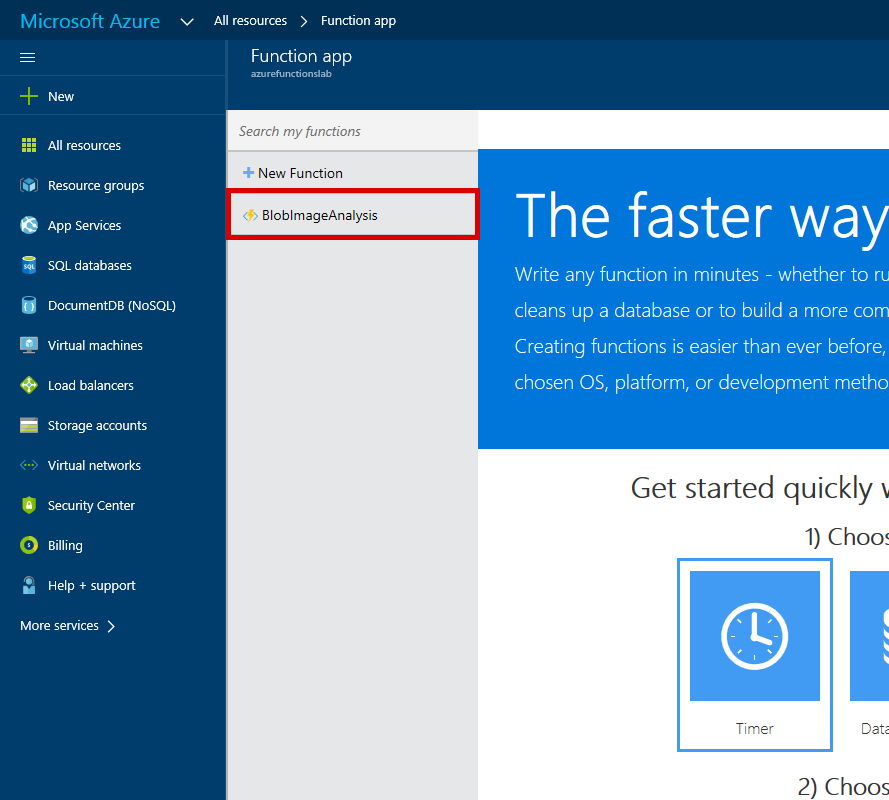 Microsoft Azure
All resources
Function app
Function app
azurefunctionslab
New
All resources
Resource groups
App Services
SQL databases
DocumentDB (NoSQL)
Virtual machines
Load balancers
Storage accounts
Virtual networks
Security Center
Billing
Help + support
More services
Search my functions
New Function
BlobImageAnalysis
The faster way
Write any function in minutes - whether to ru
cleans up a database or to build a more com
Creating functions is easier than ever before,
chosen OS, platform, or development metho
Get started quickly w
1) Choos
Timer
Data
2) Choos